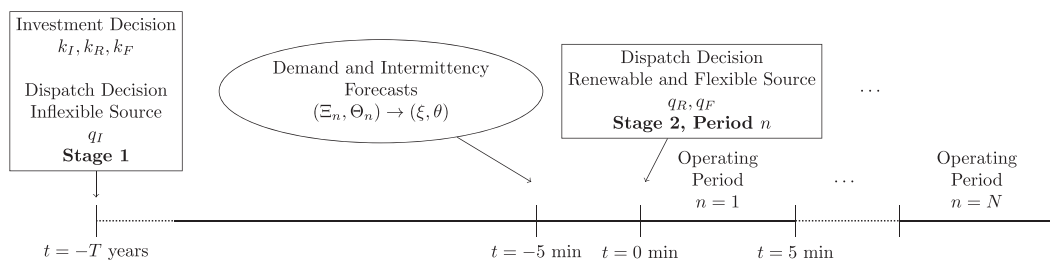 Investment Decision
k_I, k_R, k_F
Dispatch Decision
Inflexible Source
q_I
Stage 1
Demand and Intermittency
Forecasts
(Ξ_n, Θ_n) → (ξ, θ)
Dispatch Decision
Renewable and Flexible Source
q_R, q_F
Stage 2, Period n
...
Operating
Period
n = 1
...
Operating
Period
n = N
t = −T years
t = −5 min
t = 0 min
t = 5 min